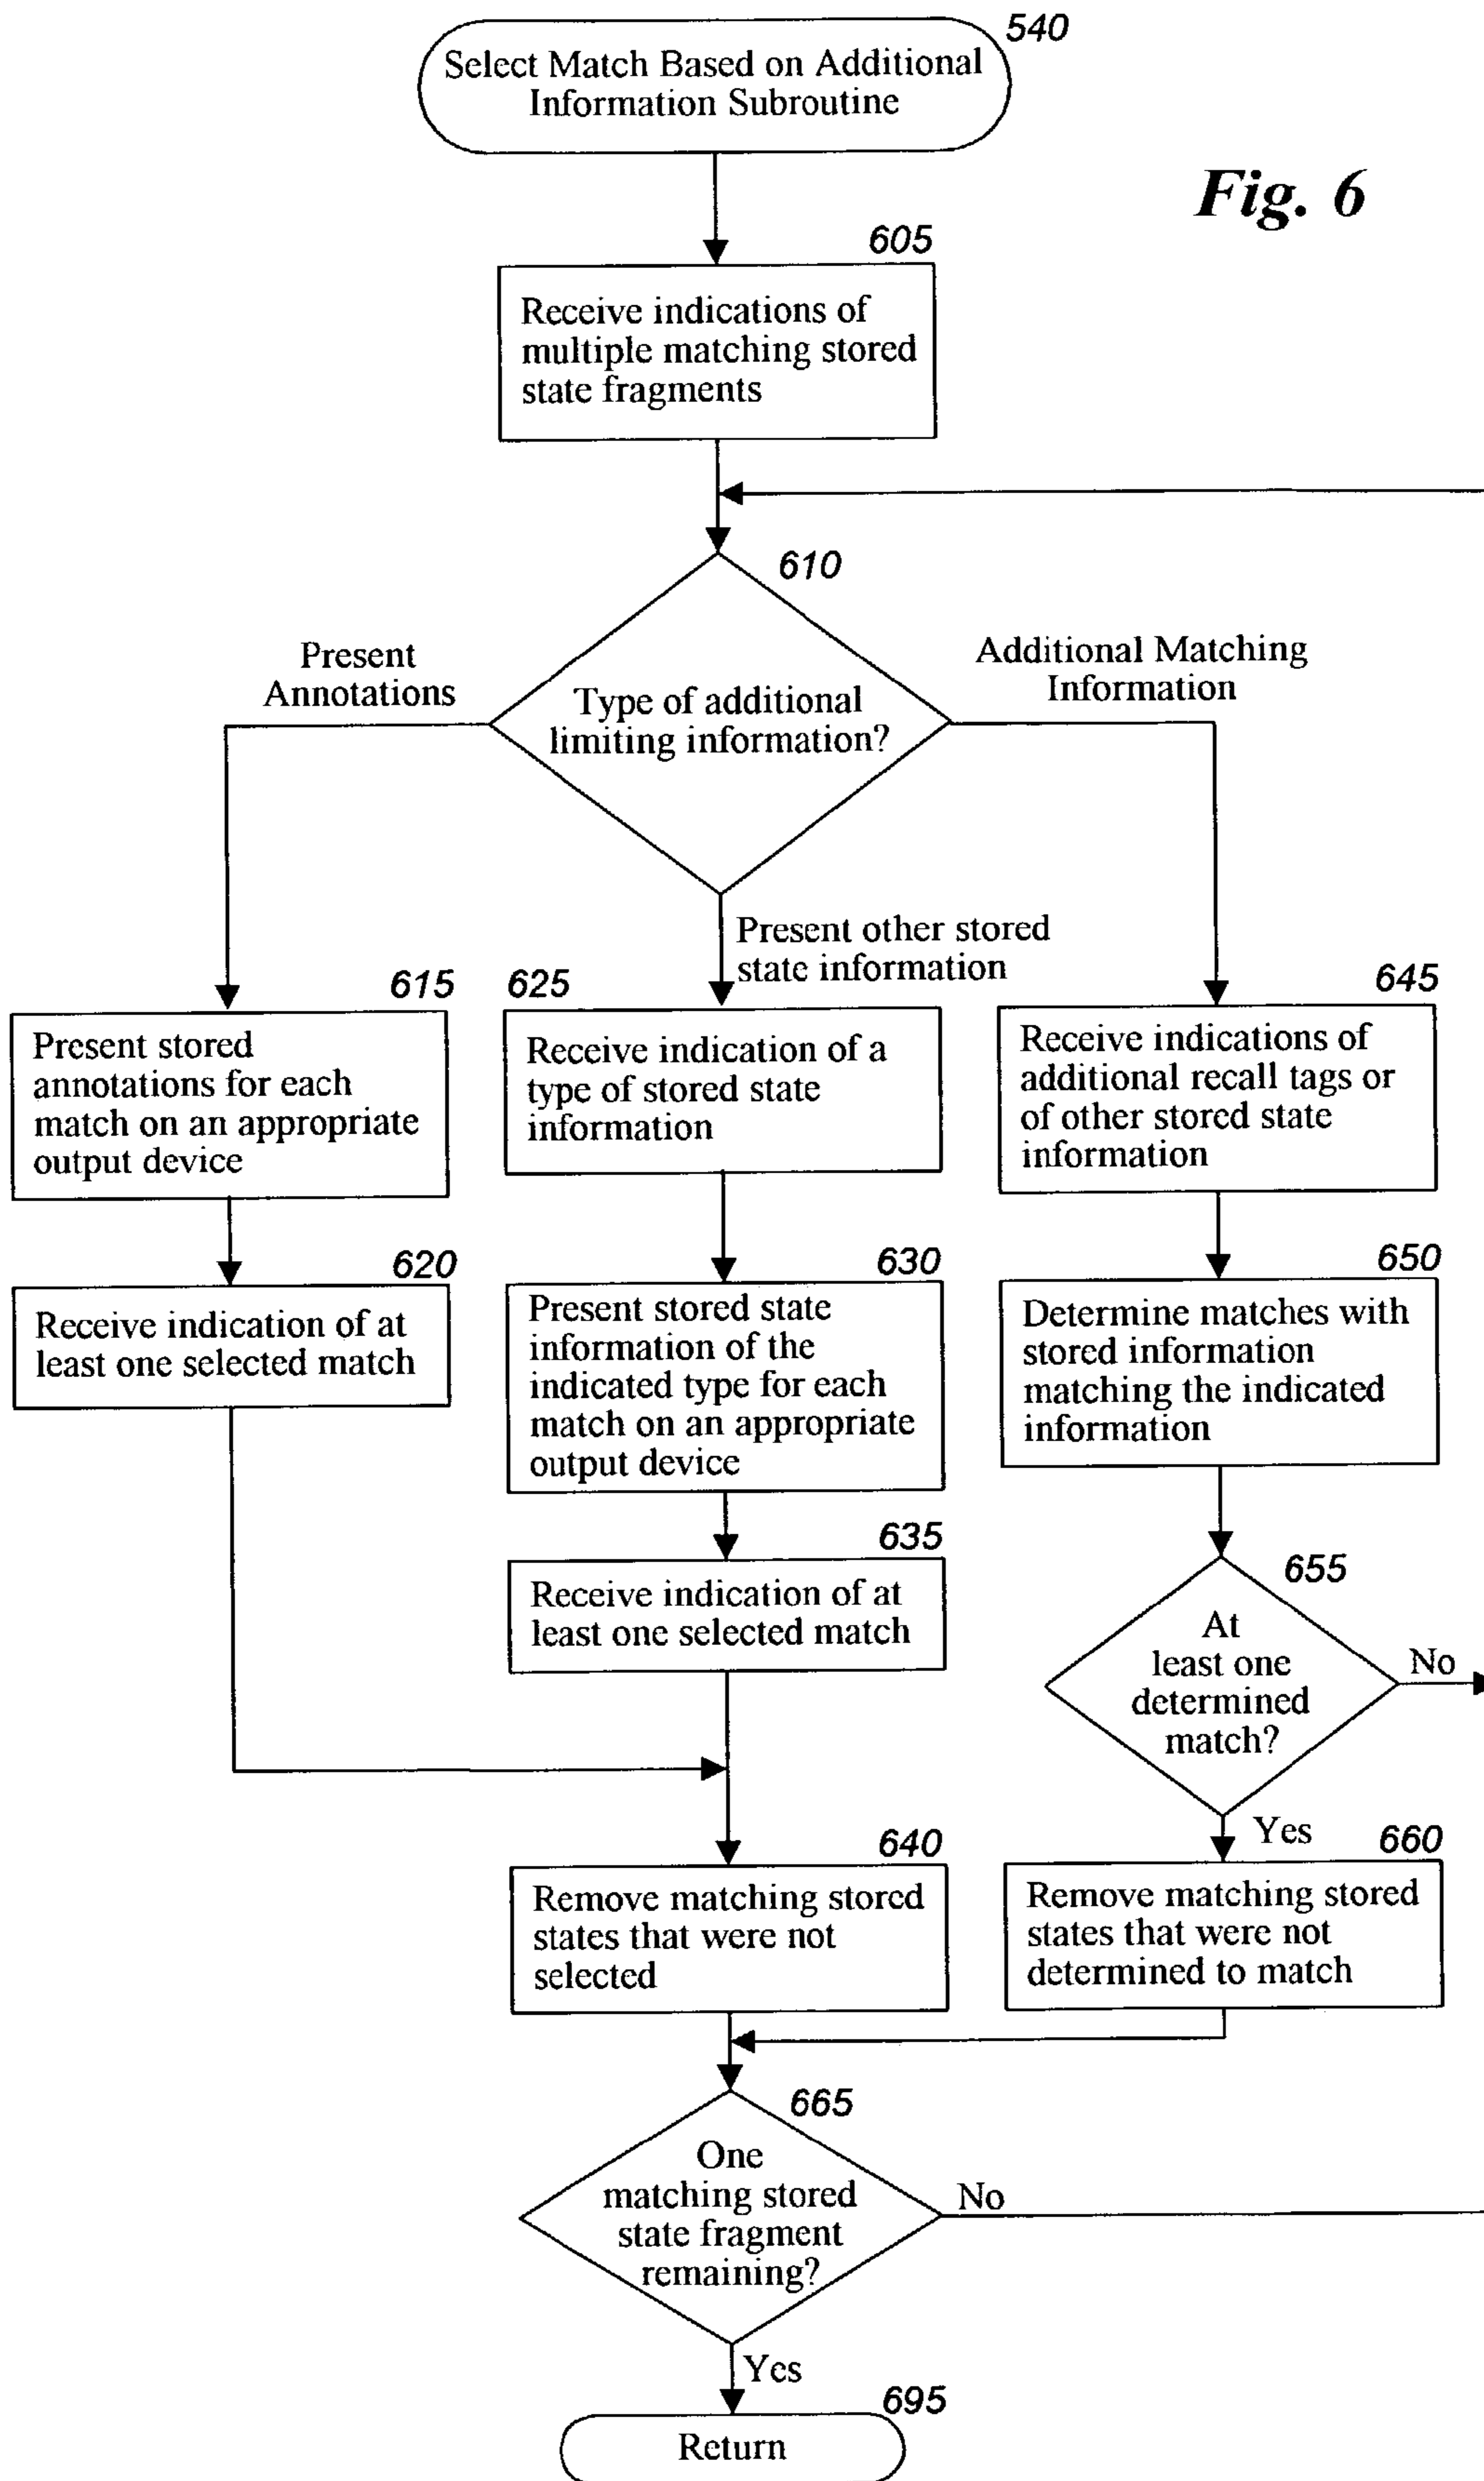 540
Select Match Based on Additional
Information Subroutine
Fig. 6
605
Receive indications of
multiple matching stored
state fragments
610
Present
Annotations
Type of additional
limiting information?
Additional Matching
Information
Present other stored
state information
615
Present stored
annotations for each
match on an appropriate
output device
625
Receive indication of a
type of stored state
information
645
Receive indications of
additional recall tags or
of other stored state
information
620
Receive indication of at
least one selected match
630
Present stored state
information of the
indicated type for each
match on an appropriate
output device
650
Determine matches with
stored information
matching the indicated
information
635
Receive indication of at
least one selected match
655
At
least one
determined
match?
No
Yes
640
Remove matching stored
states that were not
selected
660
Remove matching stored
states that were not
determined to match
665
One
matching stored
state fragment
remaining?
No
Yes
695
Return